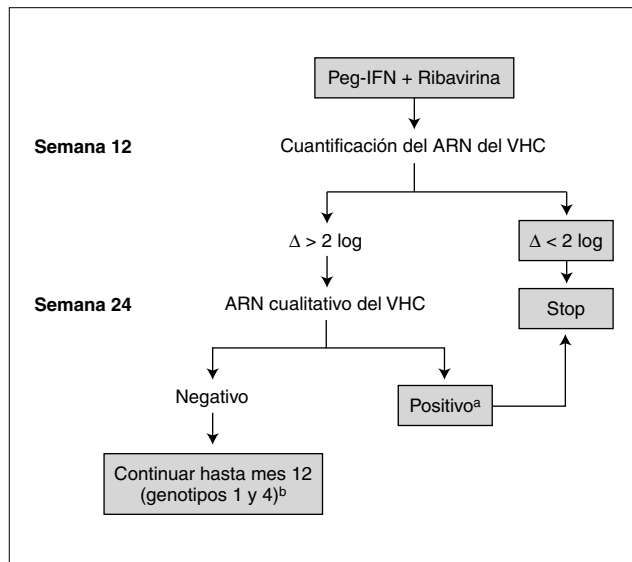 Peg-IFN + Ribavirina
Semana 12
Cuantificación del ARN del VHC
Δ > 2 log
Δ < 2 log
Semana 24
ARN cualitativo del VHC
Stop
Negativo
Positivoᵃ
Continuar hasta mes 12
(genotipos 1 y 4)ᵇ